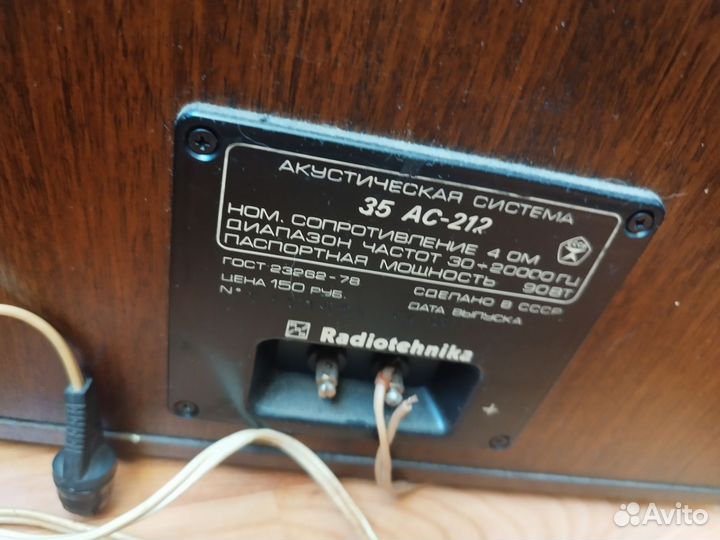 АКУСТИЧЕСКАЯ СИСТЕМА
35 АС-212
НОМ. СОПРОТИВЛЕНИЕ 4 ОМ
ДИАПАЗОН ЧАСТОТ 30÷20000 ГЦ
ПАСПОРТНАЯ МОЩНОСТЬ 90ВТ
ГОСТ 23262-78
ЦЕНА 150 РУБ.
N°
СДЕЛАНО В СССР
ДАТА ВЫПУСКА
Radiotehnika
+
Avito